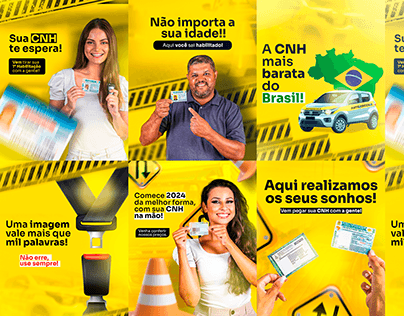 Sua CNH
te espera!
Vem tirar sua
1ª Habilitação
com a gente!
Não importa a
sua idade!!
Aqui você sai habilitado!
A CNH
mais
barata
do
Brasil!
Uma imagem
vale mais que
mil palavras!
Não erre,
use sempre!
Comece 2024
da melhor forma,
com sua CNH
na mão!
Venha conferir
nossos preços
Aqui realizamos
os seus sonhos!
Vem pegar sua CNH com a gente!